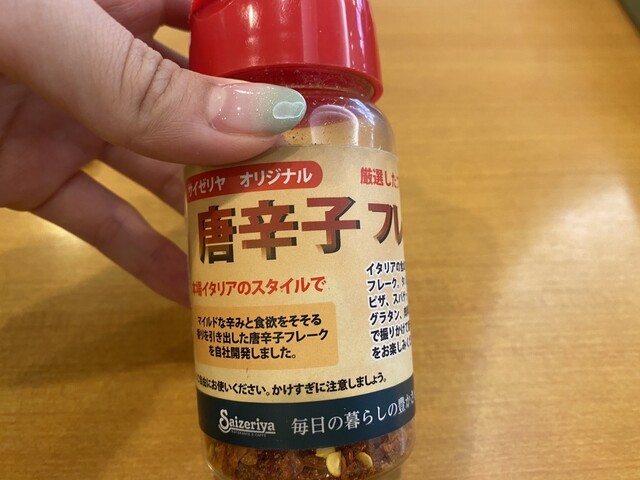 サイゼリヤ オリジナル
唐辛子フレ
本場イタリアのスタイルで
マイルドな辛みと食欲をそそる
香りを引き出した唐辛子フレーク
を自社開発しました。
自由にお使いください。かけすぎに注意しましょう。
Saizeriya
毎日の暮らしの豊かさ
厳選した
イタリアの
フレーク、
ピザ、スパ
グラタン、
で振りかけて
をお楽しみく